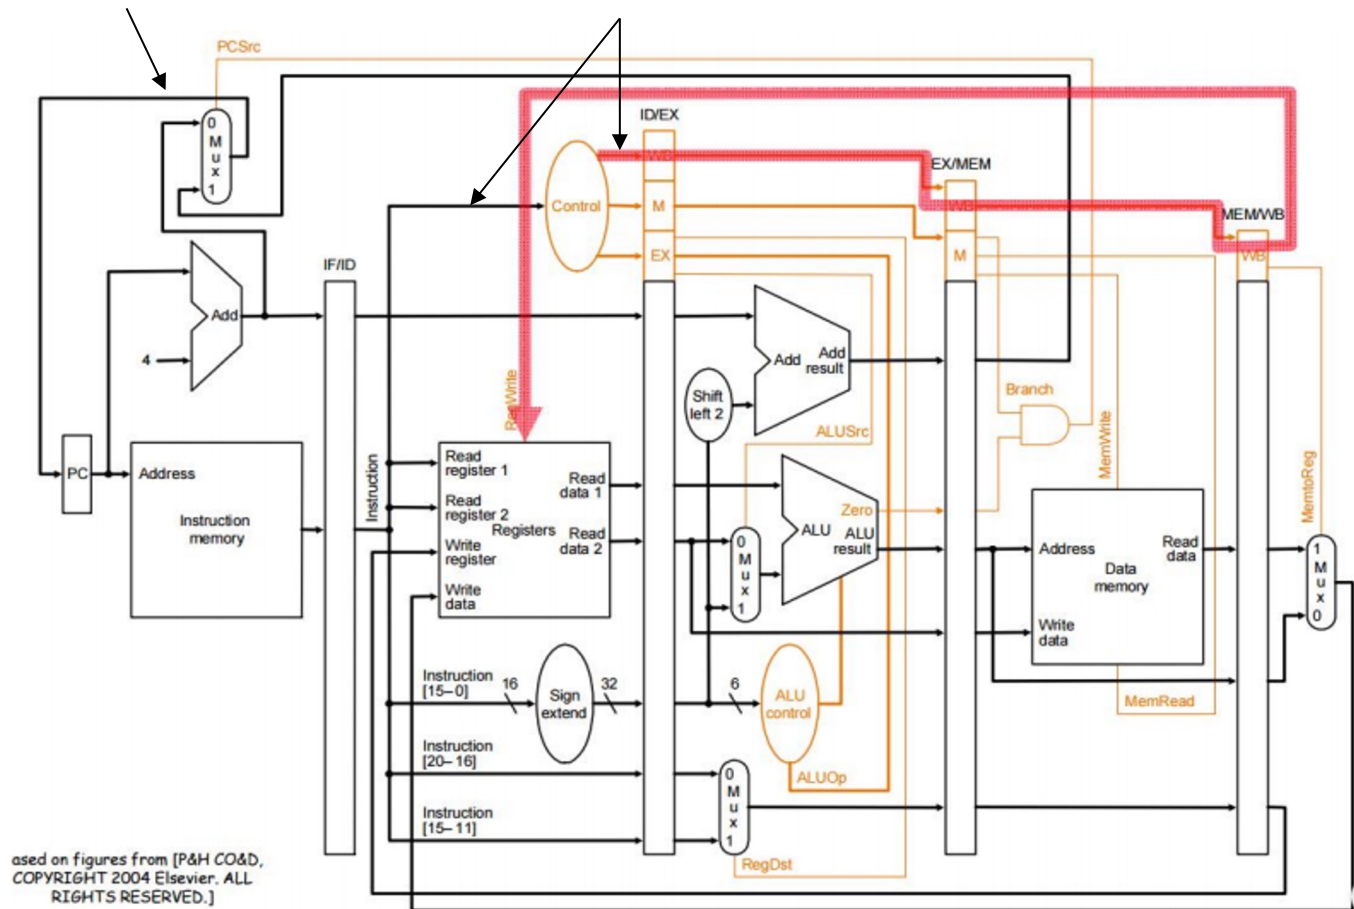 PCSrc
0
M
u
x
1
ID/EX
WB
EX/MEM
Control
M
WB
MEM/WB
IF/ID
EX
M
WB
Add
4
Add
Add
result
Shift
left 2
Branch
RegWrite
ALUSrc
MemWrite
MemtoReg
PC
Address
Instruction
memory
Instruction
Read
register 1
Read
register 2
Write
register
Write
data
Registers
Read
data 1
Read
data 2
0
M
u
x
1
ALU
Zero
ALU
result
Address
Write
data
Data
memory
Read
data
1
M
u
x
0
Instruction
[15–0]
16
Sign
extend
32
6
ALU
control
MemRead
Instruction
[20–16]
0
M
u
x
1
ALUOp
Instruction
[15–11]
RegDst
ased on figures from [P&H CO&D,
COPYRIGHT 2004 Elsevier. ALL
RIGHTS RESERVED.]